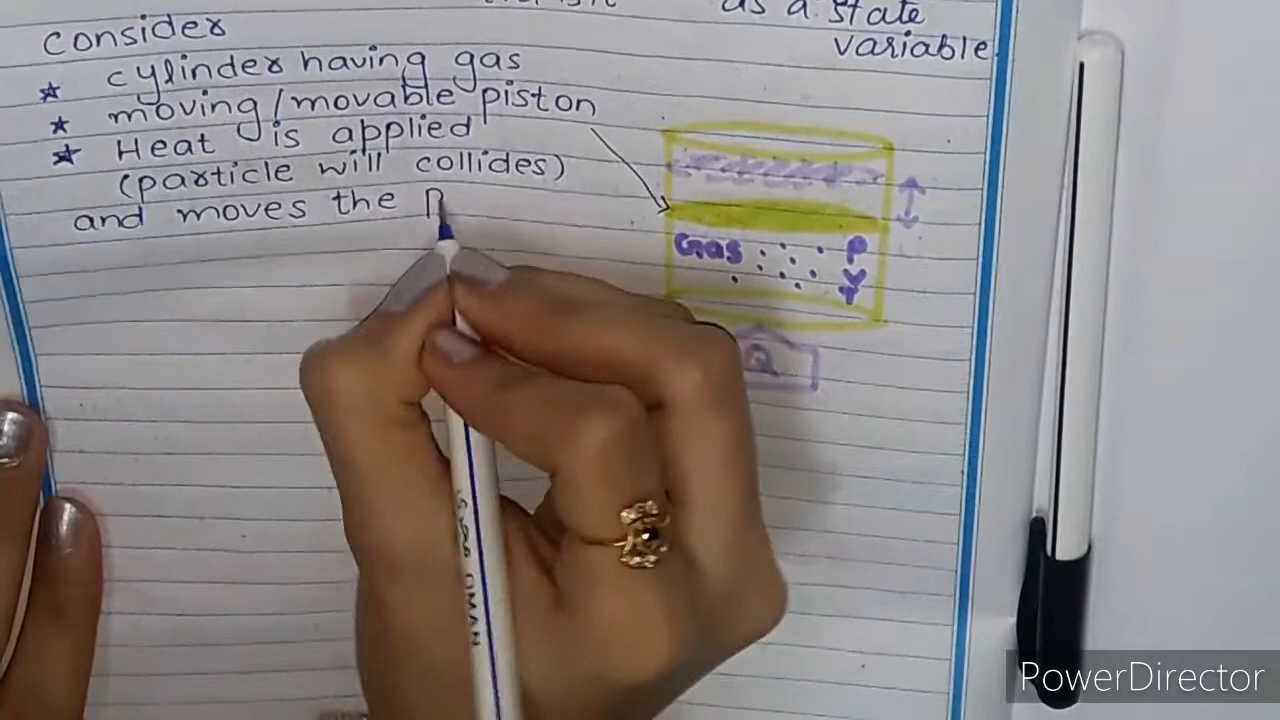 as a state
variable
consider
* cylinder having gas
* moving/movable piston
* Heat is applied
(particle will collides)
and moves the p
Gas P
V
T
Q
PowerDirector